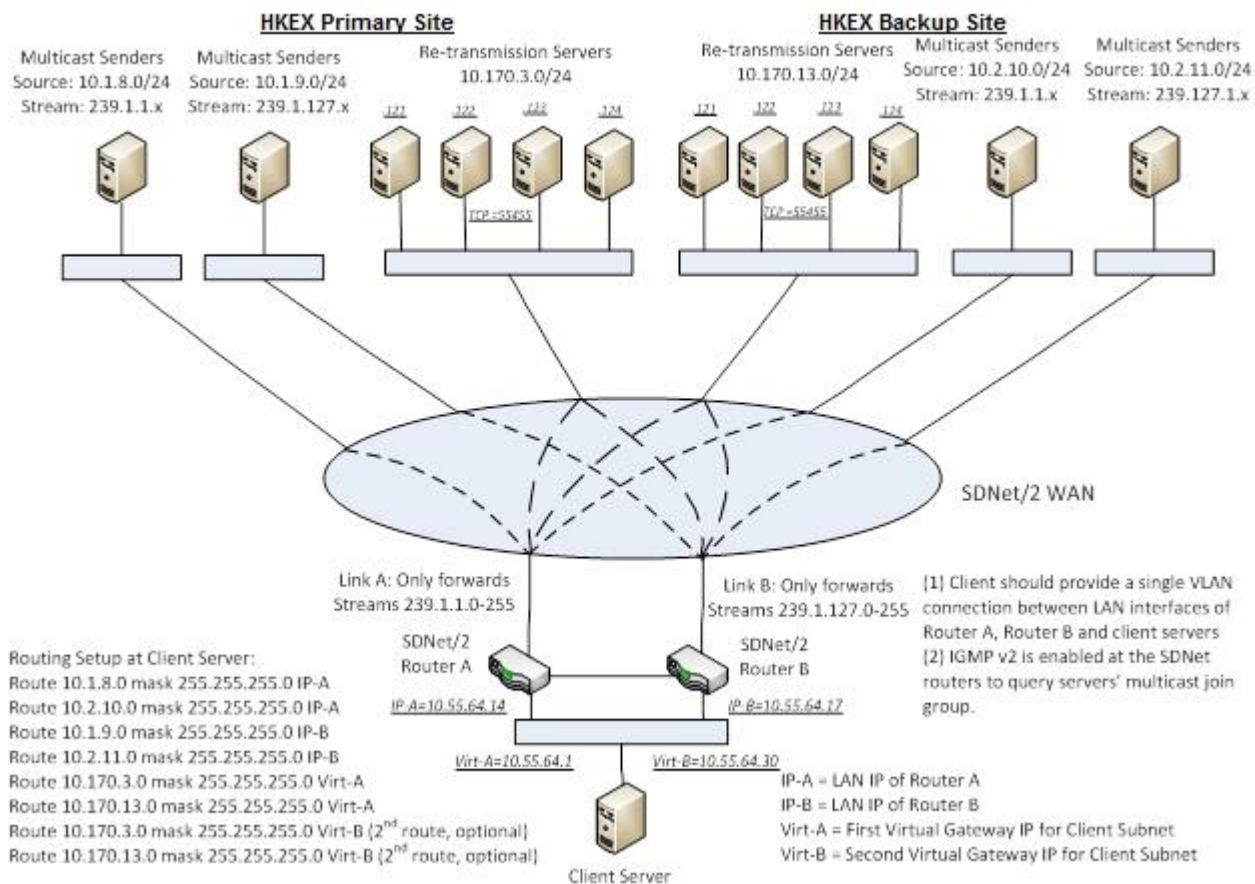 HKEX Primary Site
HKEX Backup Site
Multicast Senders
Source: 10.1.8.0/24
Stream: 239.1.1.x
Multicast Senders
Source: 10.1.9.0/24
Stream: 239.1.127.x
Re-transmission Servers
10.170.3.0/24
.121
.122
.123
.124
TCP =55455
Re-transmission Servers
10.170.13.0/24
.121
.122
.123
.124
TCP =55455
Multicast Senders
Source: 10.2.10.0/24
Stream: 239.1.1.x
Multicast Senders
Source: 10.2.11.0/24
Stream: 239.127.1.x
SDNet/2 WAN
Link A: Only forwards
Streams 239.1.1.0-255
Link B: Only forwards
Streams 239.1.127.0-255
SDNet/2
Router A
SDNet/2
Router B
IP-A=10.55.64.14
IP-B=10.55.64.17
Virt-A=10.55.64.1
Virt-B=10.55.64.30
Client Server
(1) Client should provide a single VLAN
connection between LAN interfaces of
Router A, Router B and client servers
(2) IGMP v2 is enabled at the SDNet
routers to query servers' multicast join
group.
Routing Setup at Client Server:
Route 10.1.8.0 mask 255.255.255.0 IP-A
Route 10.2.10.0 mask 255.255.255.0 IP-A
Route 10.1.9.0 mask 255.255.255.0 IP-B
Route 10.2.11.0 mask 255.255.255.0 IP-B
Route 10.170.3.0 mask 255.255.255.0 Virt-A
Route 10.170.13.0 mask 255.255.255.0 Virt-A
Route 10.170.3.0 mask 255.255.255.0 Virt-B (2nd route, optional)
Route 10.170.13.0 mask 255.255.255.0 Virt-B (2nd route, optional)
IP-A = LAN IP of Router A
IP-B = LAN IP of Router B
Virt-A = First Virtual Gateway IP for Client Subnet
Virt-B = Second Virtual Gateway IP for Client Subnet